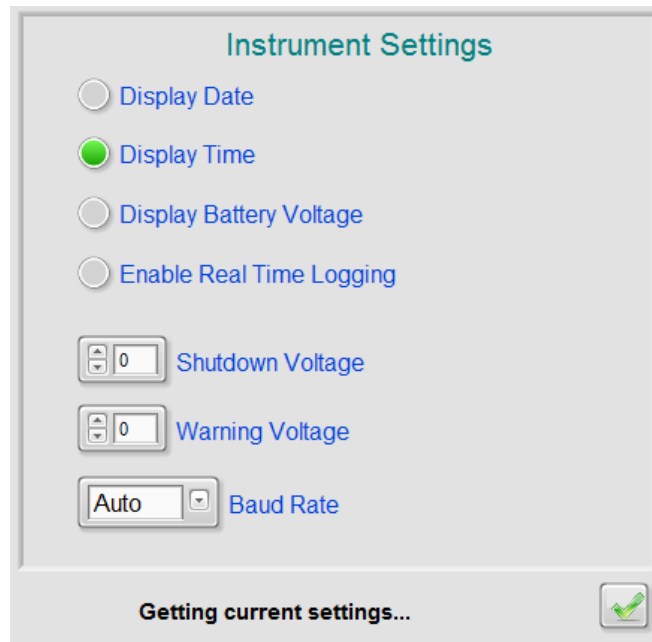 Instrument Settings
Display Date
Display Time
Display Battery Voltage
Enable Real Time Logging
0 Shutdown Voltage
0 Warning Voltage
Auto Baud Rate
Getting current settings...